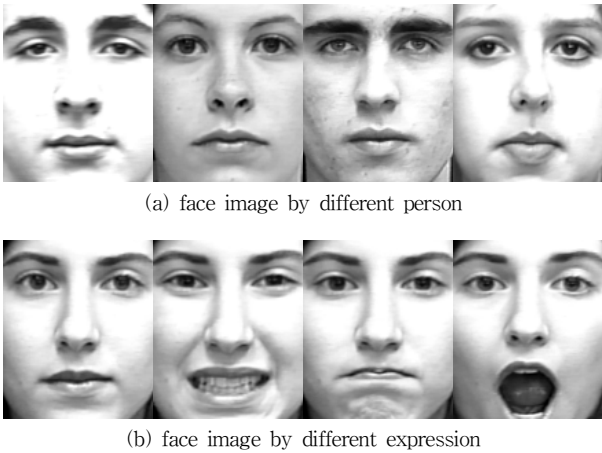 (a) face image by different person
(b) face image by different expression